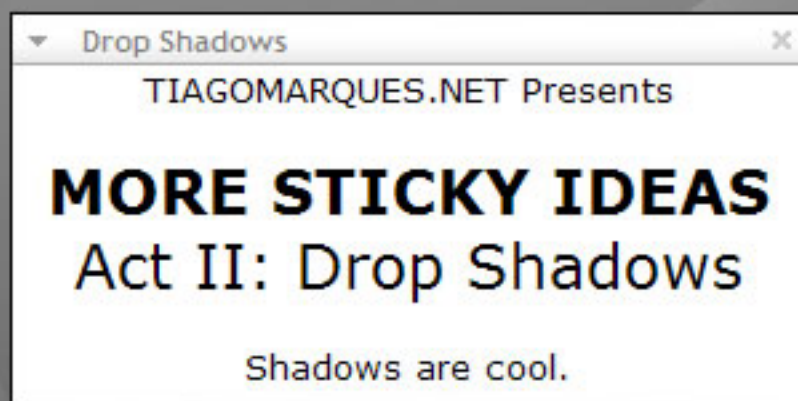 Drop Shadows
TIAGOMARQUES.NET Presents
MORE STICKY IDEAS
Act II: Drop Shadows
Shadows are cool.